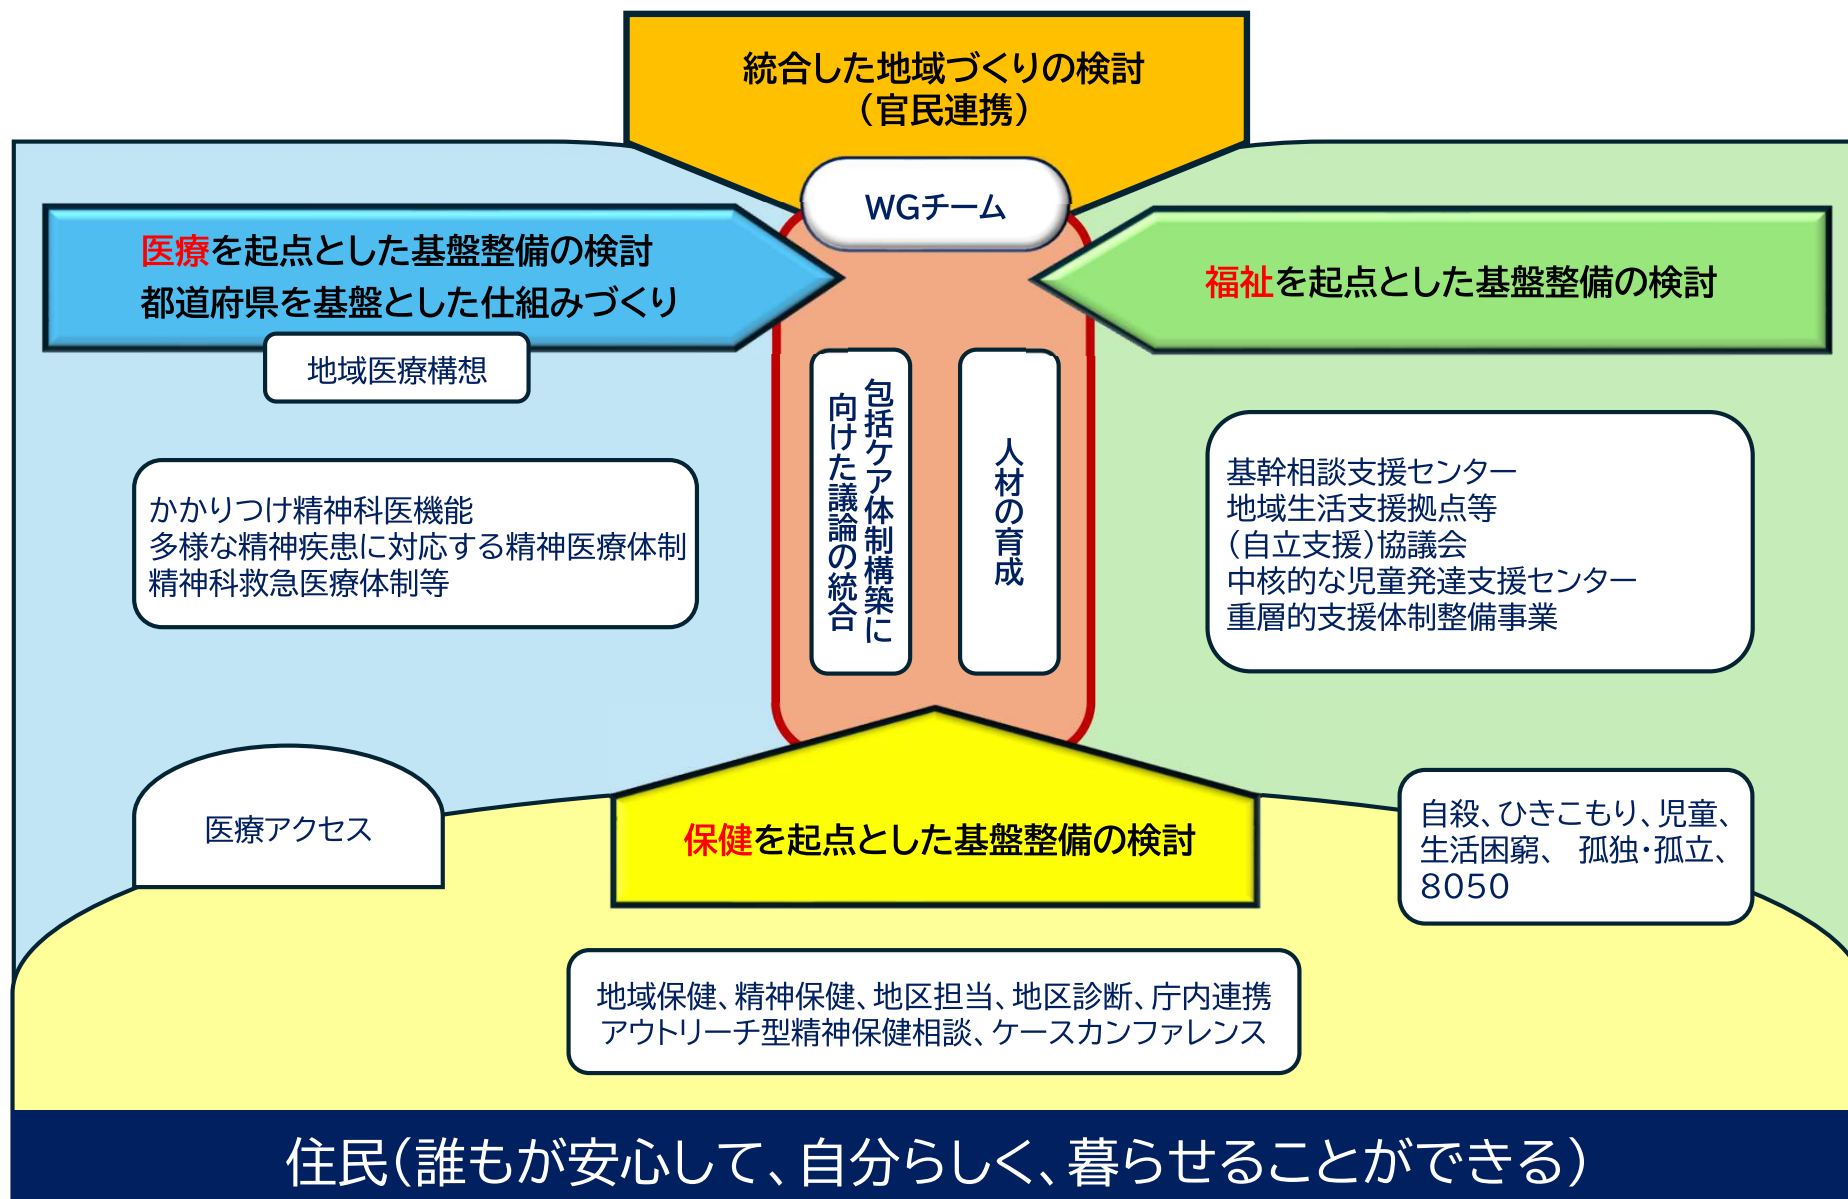 統合した地域づくりの検討
（官民連携）
WGチーム
医療を起点とした基盤整備の検討
都道府県を基盤とした仕組みづくり
福祉を起点とした基盤整備の検討
地域医療構想
かかりつけ精神科医機能
多様な精神疾患に対応する精神医療体制
精神科救急医療体制等
包括ケア体制構築に
向けた議論の統合
人材の育成
基幹相談支援センター
地域生活支援拠点等
（自立支援）協議会
中核的な児童発達支援センター
重層的支援体制整備事業
医療アクセス
保健を起点とした基盤整備の検討
自殺、ひきこもり、児童、
生活困窮、 孤独・孤立、
8050
地域保健、精神保健、地区担当、地区診断、庁内連携
アウトリーチ型精神保健相談、ケースカンファレンス
住民（誰もが安心して、自分らしく、暮らせることができる）